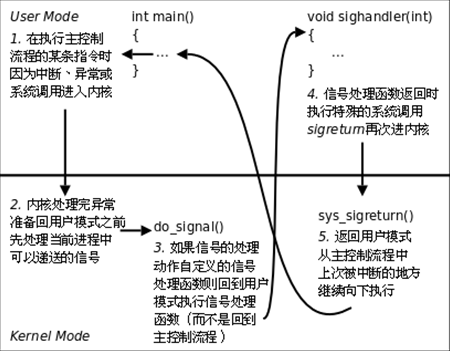 User Mode
int main()
{
...
}
void sighandler(int)
{
...
}
1. 在执行主控制
流程的某条指令时
因为中断、异常或
系统调用进入内核
4. 信号处理函数返回时
执行特殊的系统调用
sigreturn再次进内核
2. 内核处理完异常
准备回用户模式之前
先处理当前进程中
可以递送的信号
do_signal()
3. 如果信号的处理
动作自定义的信号
处理函数则回到用户
模式执行信号处理
函数（而不是回到
主控制流程）
sys_sigreturn()
5. 返回用户模式
从主控制流程中
上次被中断的地方
继续向下执行
Kernel Mode